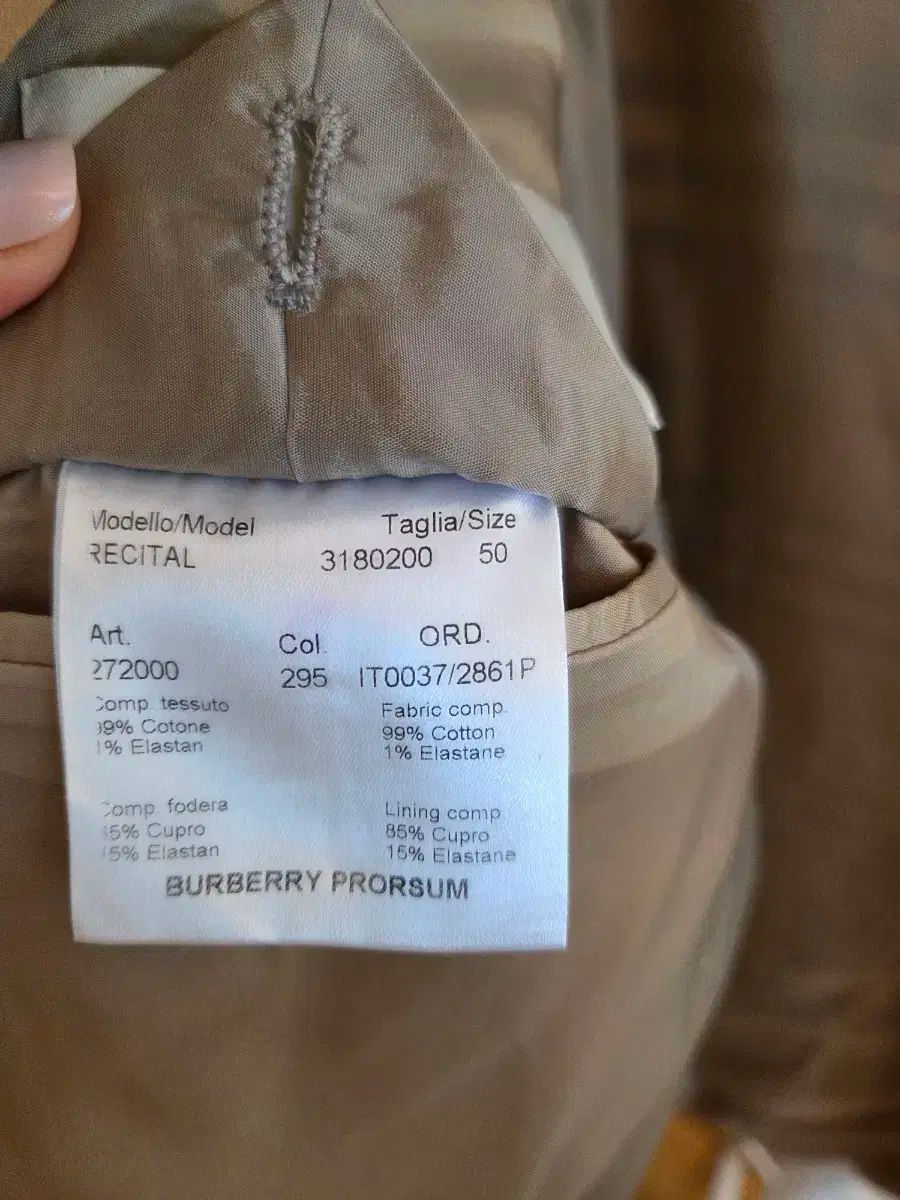 Modello/Model Taglia/Size
RECITAL 3180200 50
Art. Col. ORD.
272000 295 IT0037/2861P
Comp. tessuto Fabric comp.
99% Cotone 99% Cotton
1% Elastan 1% Elastane
Comp. fodera Lining comp.
85% Cupro 85% Cupro
15% Elastan 15% Elastane
BURBERRY PRORSUM